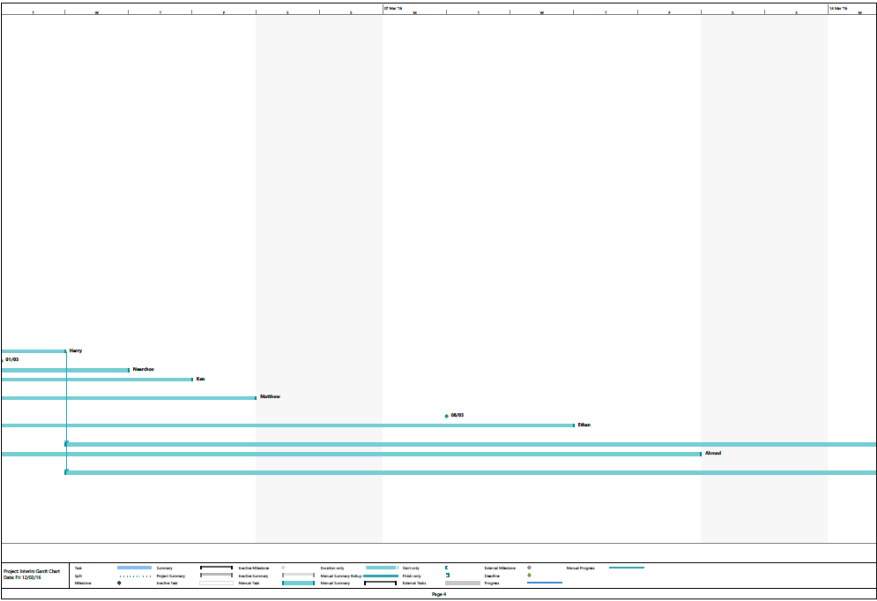 07 Mar '16 14 Mar '16
T W T F S S M T W T F S S M
Harry
01/03
Nearchos
Ken
Matthew
08/03
Ethan
Ahmad
Project: Interim Gantt Chart
Date: Fri 12/02/16
Task Summary Inactive Milestone Duration-only Start-only External Milestone Manual Progress
Split Project Summary Inactive Summary Manual Summary Rollup Finish-only Deadline
Milestone Inactive Task Manual Task Manual Summary External Tasks Progress
Page 4